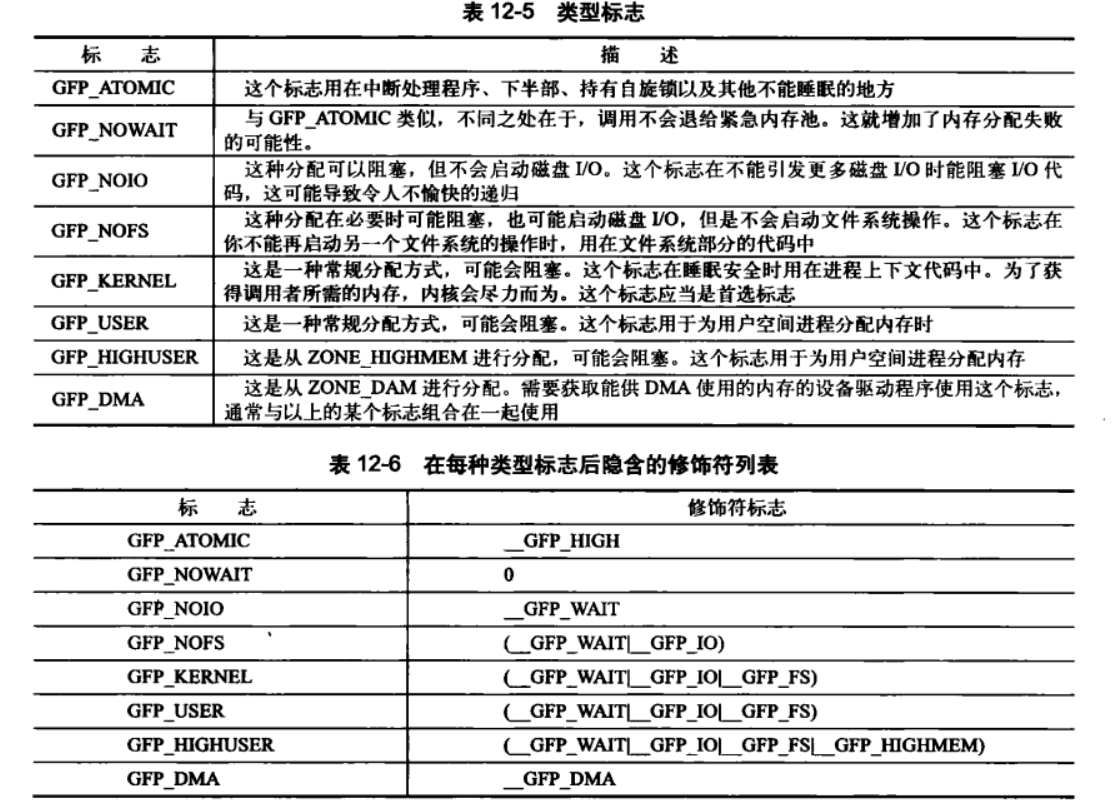 表 12-5 类型标志
标 志 描 述
GFP_ATOMIC 这个标志用在中断处理程序、下半部、持有自旋锁以及其他不能睡眠的地方
GFP_NOWAIT 与 GFP_ATOMIC 类似，不同之处在于，调用不会退给紧急内存池。这就增加了内存分配失败
的可能性。
GFP_NOIO 这种分配可以阻塞，但不会启动磁盘 I/O。这个标志在不能引发更多磁盘 I/O 时能阻塞 I/O 代
码，这可能导致令人不愉快的递归
GFP_NOFS 这种分配在必要时可能阻塞，也可能启动磁盘 I/O，但是不会启动文件系统操作。这个标志在
你不能再启动另一个文件系统的操作时，用在文件系统部分的代码中
GFP_KERNEL 这是一种常规分配方式，可能会阻塞。这个标志在睡眠安全时用在进程上下文代码中。为了获
得调用者所需的内存，内核会尽力而为。这个标志应当是首选标志
GFP_USER 这是一种常规分配方式，可能会阻塞。这个标志用于为用户空间进程分配内存时
GFP_HIGHUSER 这是从 ZONE_HIGHMEM 进行分配，可能会阻塞。这个标志用于为用户空间进程分配内存
GFP_DMA 这是从 ZONE_DAM 进行分配。需要获取能供 DMA 使用的内存的设备驱动程序使用这个标志，
通常与以上的某个标志组合在一起使用
表 12-6 在每种类型标志后隐含的修饰符列表
标 志 修饰符标志
GFP_ATOMIC __GFP_HIGH
GFP_NOWAIT 0
GFP_NOIO __GFP_WAIT
GFP_NOFS (__GFP_WAIT|__GFP_IO)
GFP_KERNEL (__GFP_WAIT|__GFP_IO|__GFP_FS)
GFP_USER (__GFP_WAIT|__GFP_IO|__GFP_FS)
GFP_HIGHUSER (__GFP_WAIT|__GFP_IO|__GFP_FS|__GFP_HIGHMEM)
GFP_DMA __GFP_DMA